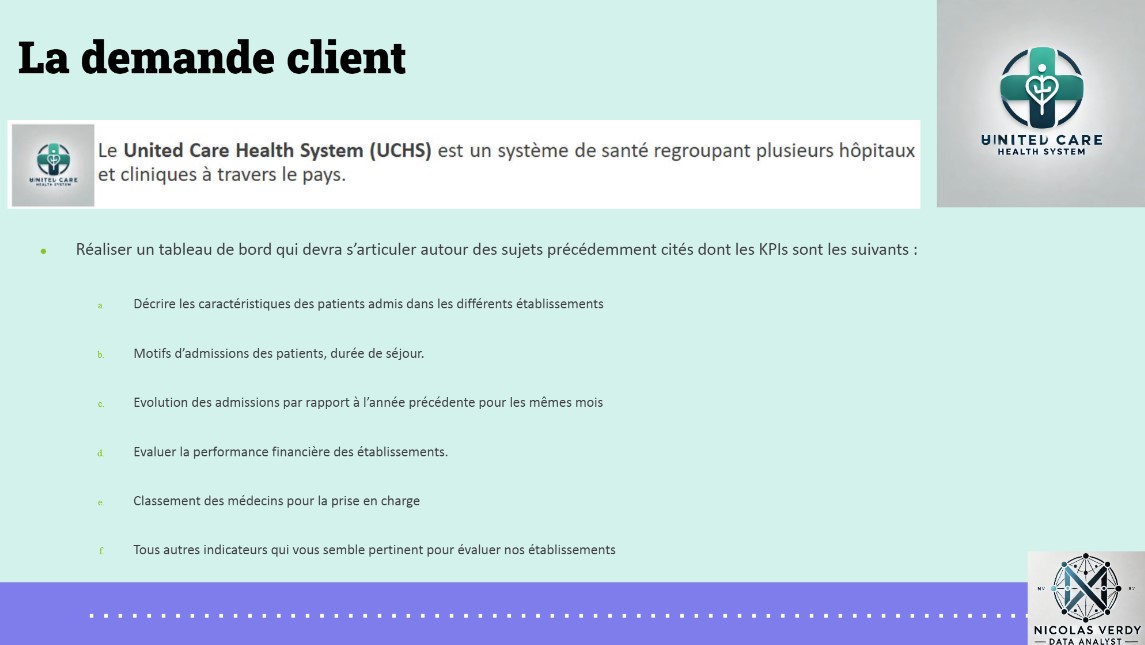 La demande client
UNITED CARE
HEALTH SYSTEM
UNITED CARE
HEALTH SYSTEM
Le United Care Health System (UCHS) est un système de santé regroupant plusieurs hôpitaux
et cliniques à travers le pays.
• Réaliser un tableau de bord qui devra s’articuler autour des sujets précédemment cités dont les KPIs sont les suivants :
a. Décrire les caractéristiques des patients admis dans les différents établissements
b. Motifs d’admissions des patients, durée de séjour.
c. Evolution des admissions par rapport à l’année précédente pour les mêmes mois
d. Evaluer la performance financière des établissements.
e. Classement des médecins pour la prise en charge
f. Tous autres indicateurs qui vous semble pertinent pour évaluer nos établissements
NICOLAS VERDY
DATA ANALYST